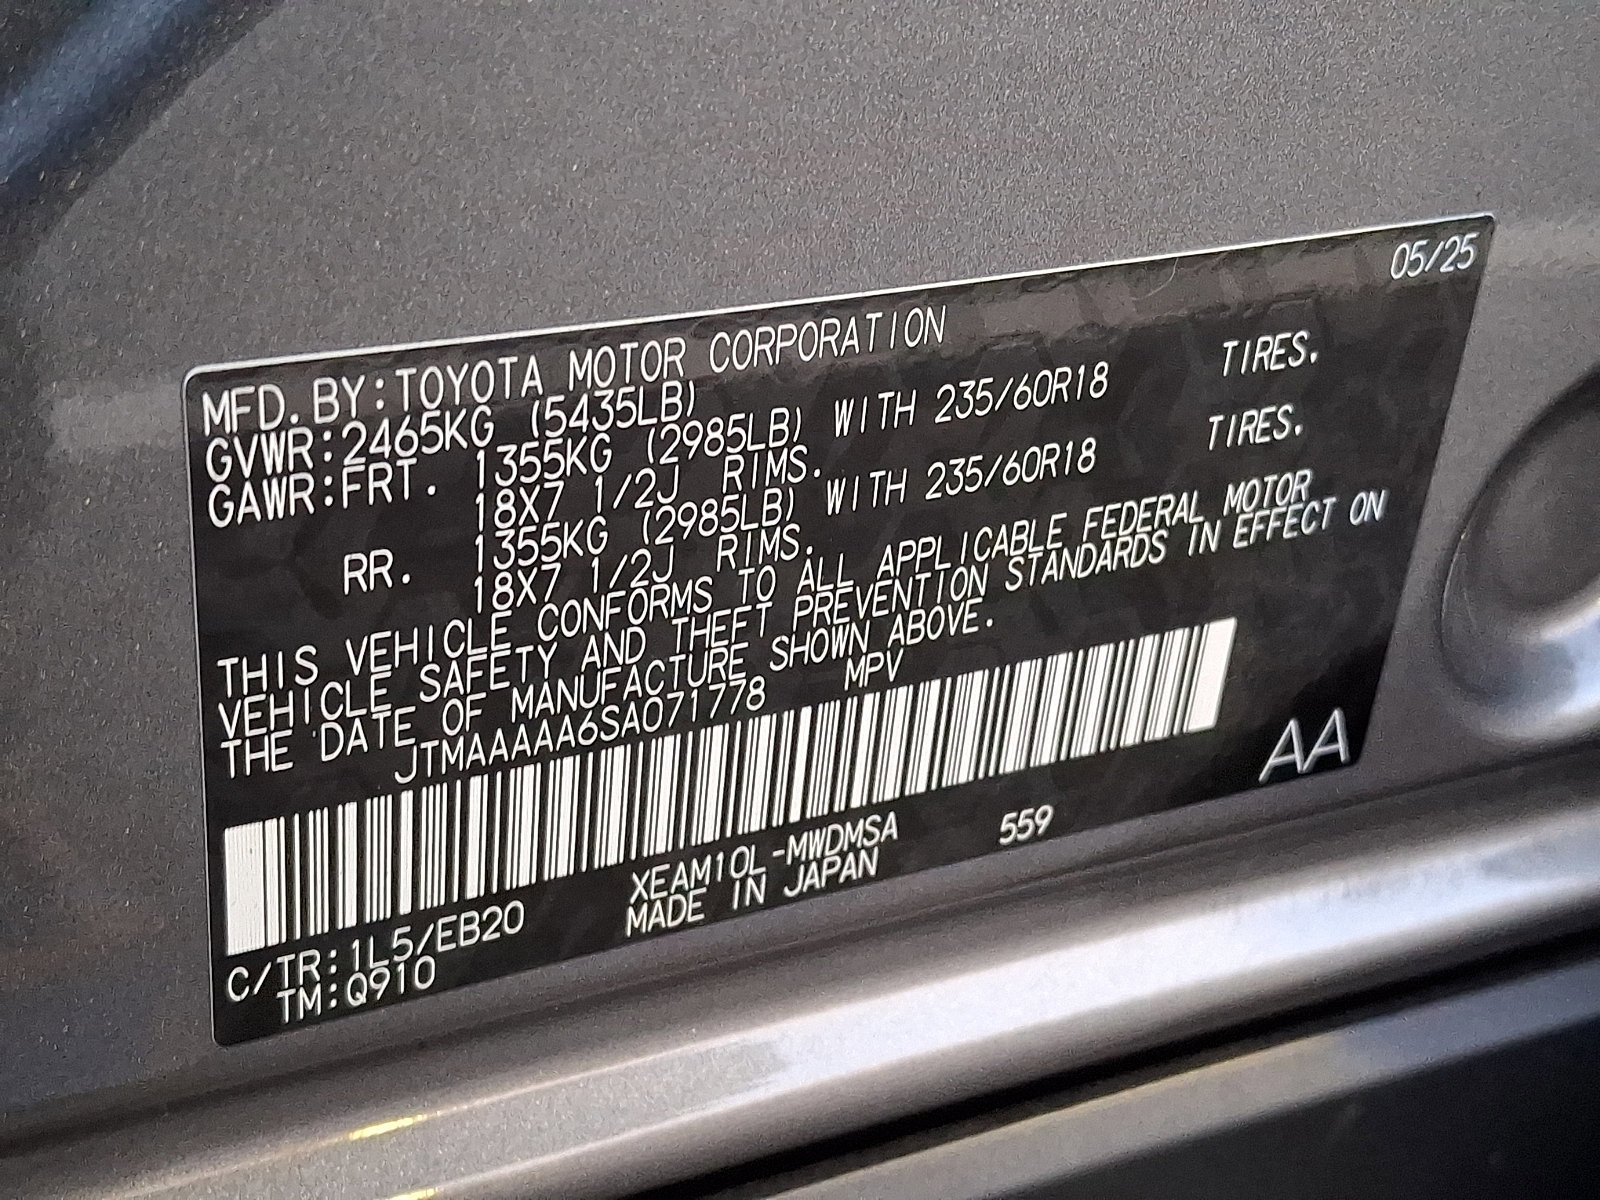 05/25
MFD.BY:TOYOTA MOTOR CORPORATION
GVWR:2465KG (5435LB)
GAWR:FRT. 1355KG (2985LB) WITH 235/60R18 TIRES.
18X7 1/2J RIMS.
RR. 1355KG (2985LB) WITH 235/60R18 TIRES.
18X7 1/2J RIMS.
THIS VEHICLE CONFORMS TO ALL APPLICABLE FEDERAL MOTOR
VEHICLE SAFETY AND THEFT PREVENTION STANDARDS IN EFFECT ON
THE DATE OF MANUFACTURE SHOWN ABOVE.
JTMAAAAA6SA071778 MPV
AA
XEAM10L-MWDMSA 559
C/TR:1L5/EB20 MADE IN JAPAN
TM:Q910